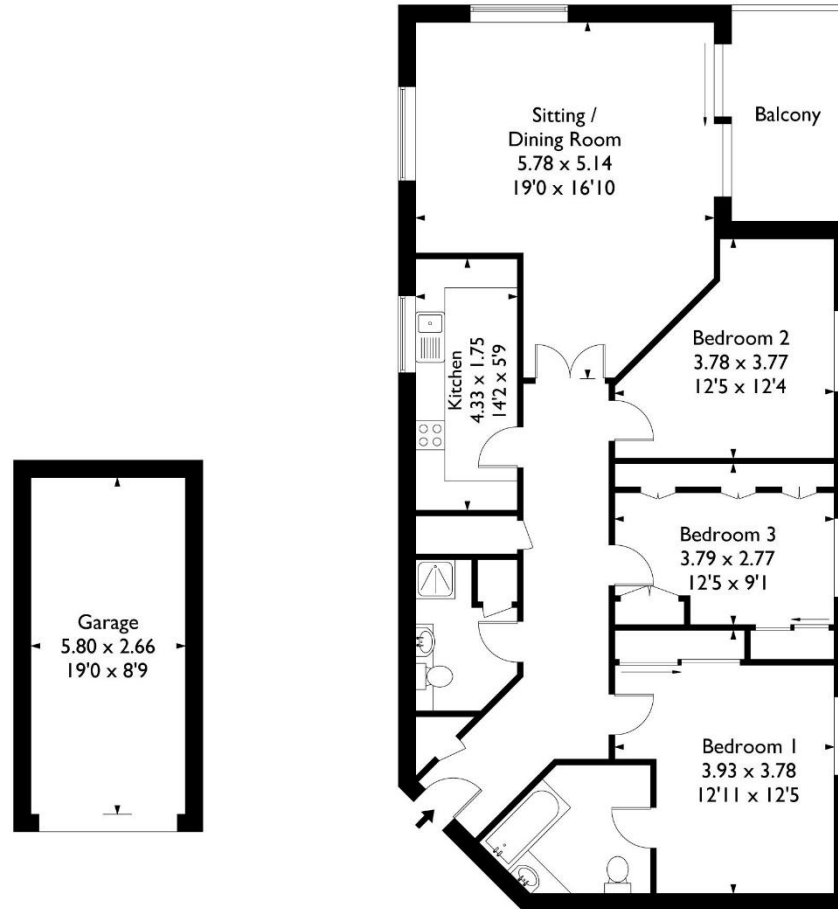 Sitting /
Dining Room
5.78 x 5.14
19'0 x 16'10
Balcony
Kitchen
4.33 x 1.75
14'2 x 5'9
Bedroom 2
3.78 x 3.77
12'5 x 12'4
Bedroom 3
3.79 x 2.77
12'5 x 9'1
Garage
5.80 x 2.66
19'0 x 8'9
Bedroom 1
3.93 x 3.78
12'11 x 12'5